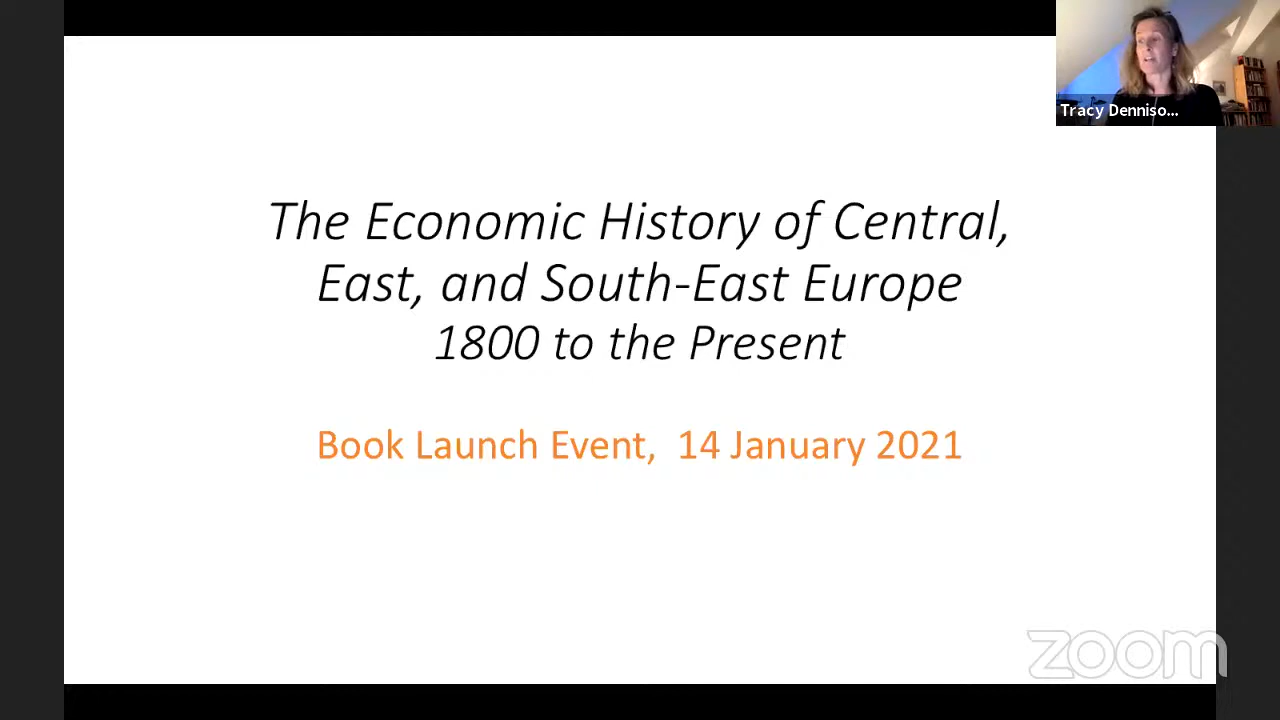 Tracy Denniso...
The Economic History of Central,
East, and South-East Europe
1800 to the Present
Book Launch Event, 14 January 2021
zoom